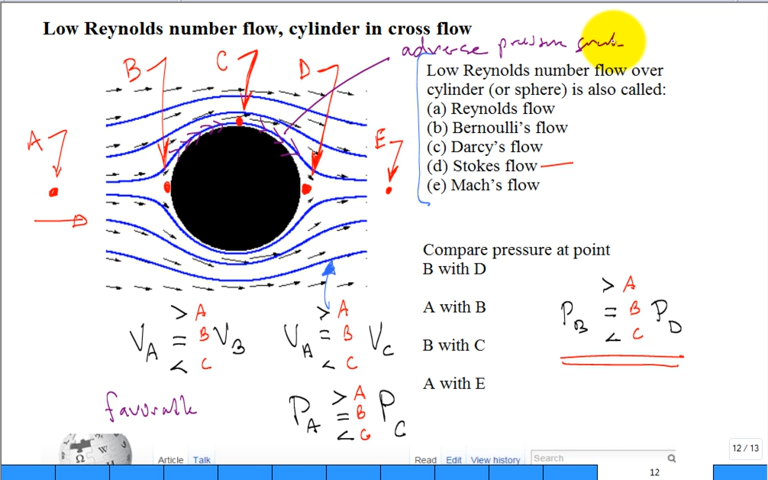 Low Reynolds number flow, cylinder in cross flow
adverse pressure
B
C
D
A
E
D
Low Reynolds number flow over
cylinder (or sphere) is also called:
(a) Reynolds flow
(b) Bernoulli's flow
(c) Darcy's flow
(d) Stokes flow
(e) Mach's flow
Compare pressure at point
B with D
A with B
B with C
A with E
> A
P_B = B P_D
< C
> A
V_A = B V_B
< C
> A
V_A = B V_C
< C
favorable
> A
P_A = B P_C
< C
W
Ω
Article Talk
Read Edit View history
Search
12 / 13
12